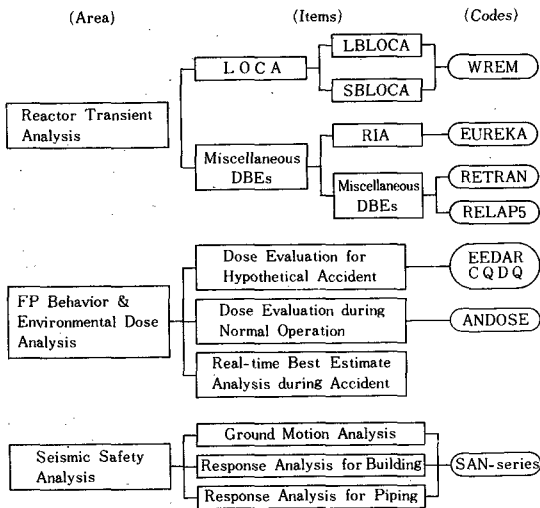 (Area) (Items) (Codes)
LOCA
LBLOCA
SBLOCA
WREM
Reactor Transient
Analysis
Miscellaneous
DBEs
RIA
EUREKA
Miscellaneous
DBEs
RETRAN
RELAP5
FP Behavior &
Environmental Dose
Analysis
Dose Evaluation for
Hypothetical Accident
EEDAR
CQDQ
Dose Evaluation during
Normal Operation
ANDOSE
Real-time Best Estimate
Analysis during Accident
Seismic Safety
Analysis
Ground Motion Analysis
Response Analysis for Building
Response Analysis for Piping
SAN-series